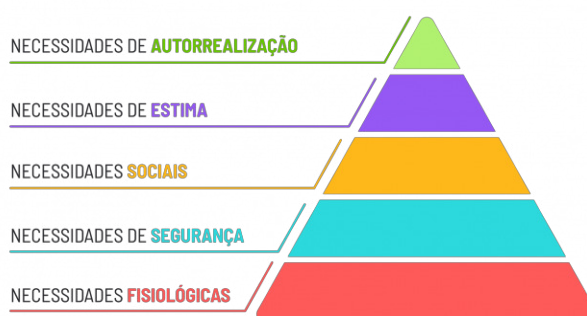 NECESSIDADES DE AUTORREALIZAÇÃO
NECESSIDADES DE ESTIMA
NECESSIDADES SOCIAIS
NECESSIDADES DE SEGURANÇA
NECESSIDADES FISIOLÓGICAS